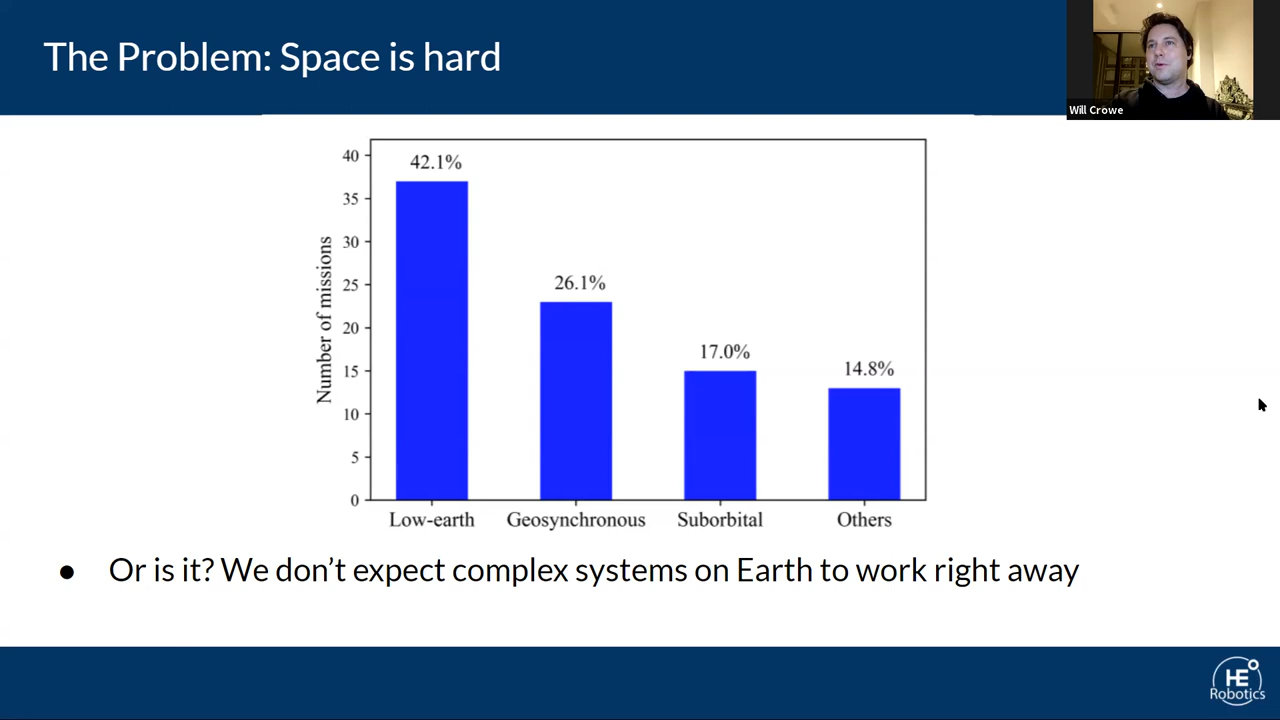 The Problem: Space is hard
Will Crowe
Number of missions
40
35
30
25
20
15
10
5
0
42.1%
26.1%
17.0%
14.8%
Low-earth
Geosynchronous
Suborbital
Others
● Or is it? We don’t expect complex systems on Earth to work right away
HE
Robotics